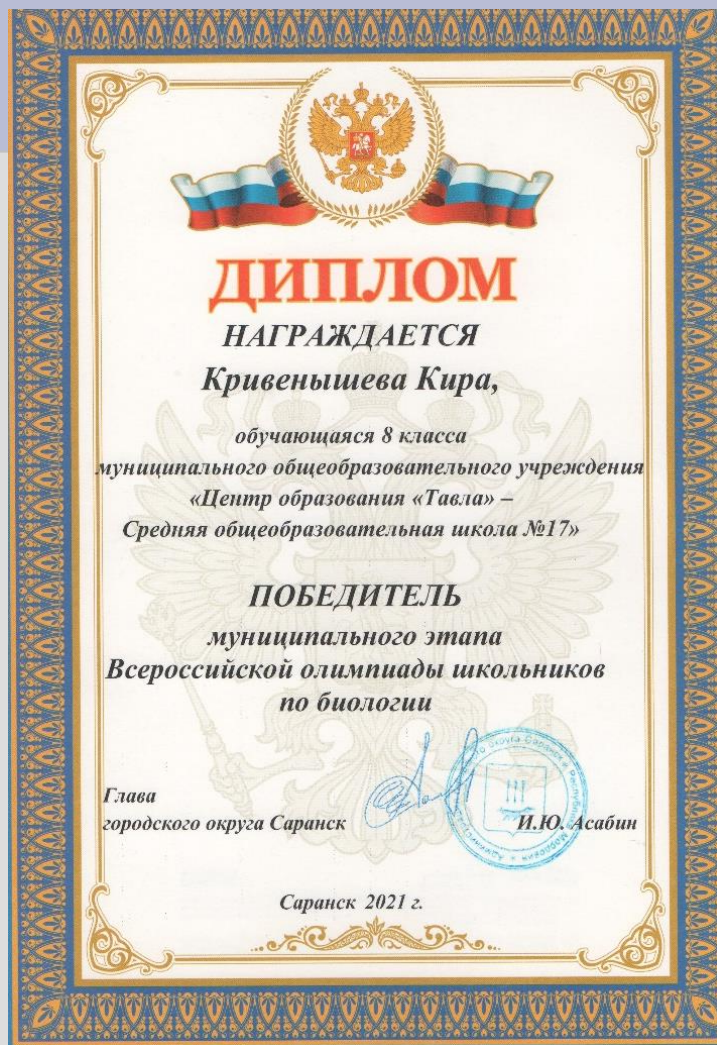 ДИПЛОМ
НАГРАЖДАЕТСЯ
Кривенышева Кира,
обучающаяся 8 класса
муниципального общеобразовательного учреждения
«Центр образования «Тавла» –
Средняя общеобразовательная школа №17»
ПОБЕДИТЕЛЬ
муниципального этапа
Всероссийской олимпиады школьников
по биологии
Глава
городского округа Саранск И.Ю. Асабин
Саранск 2021 г.